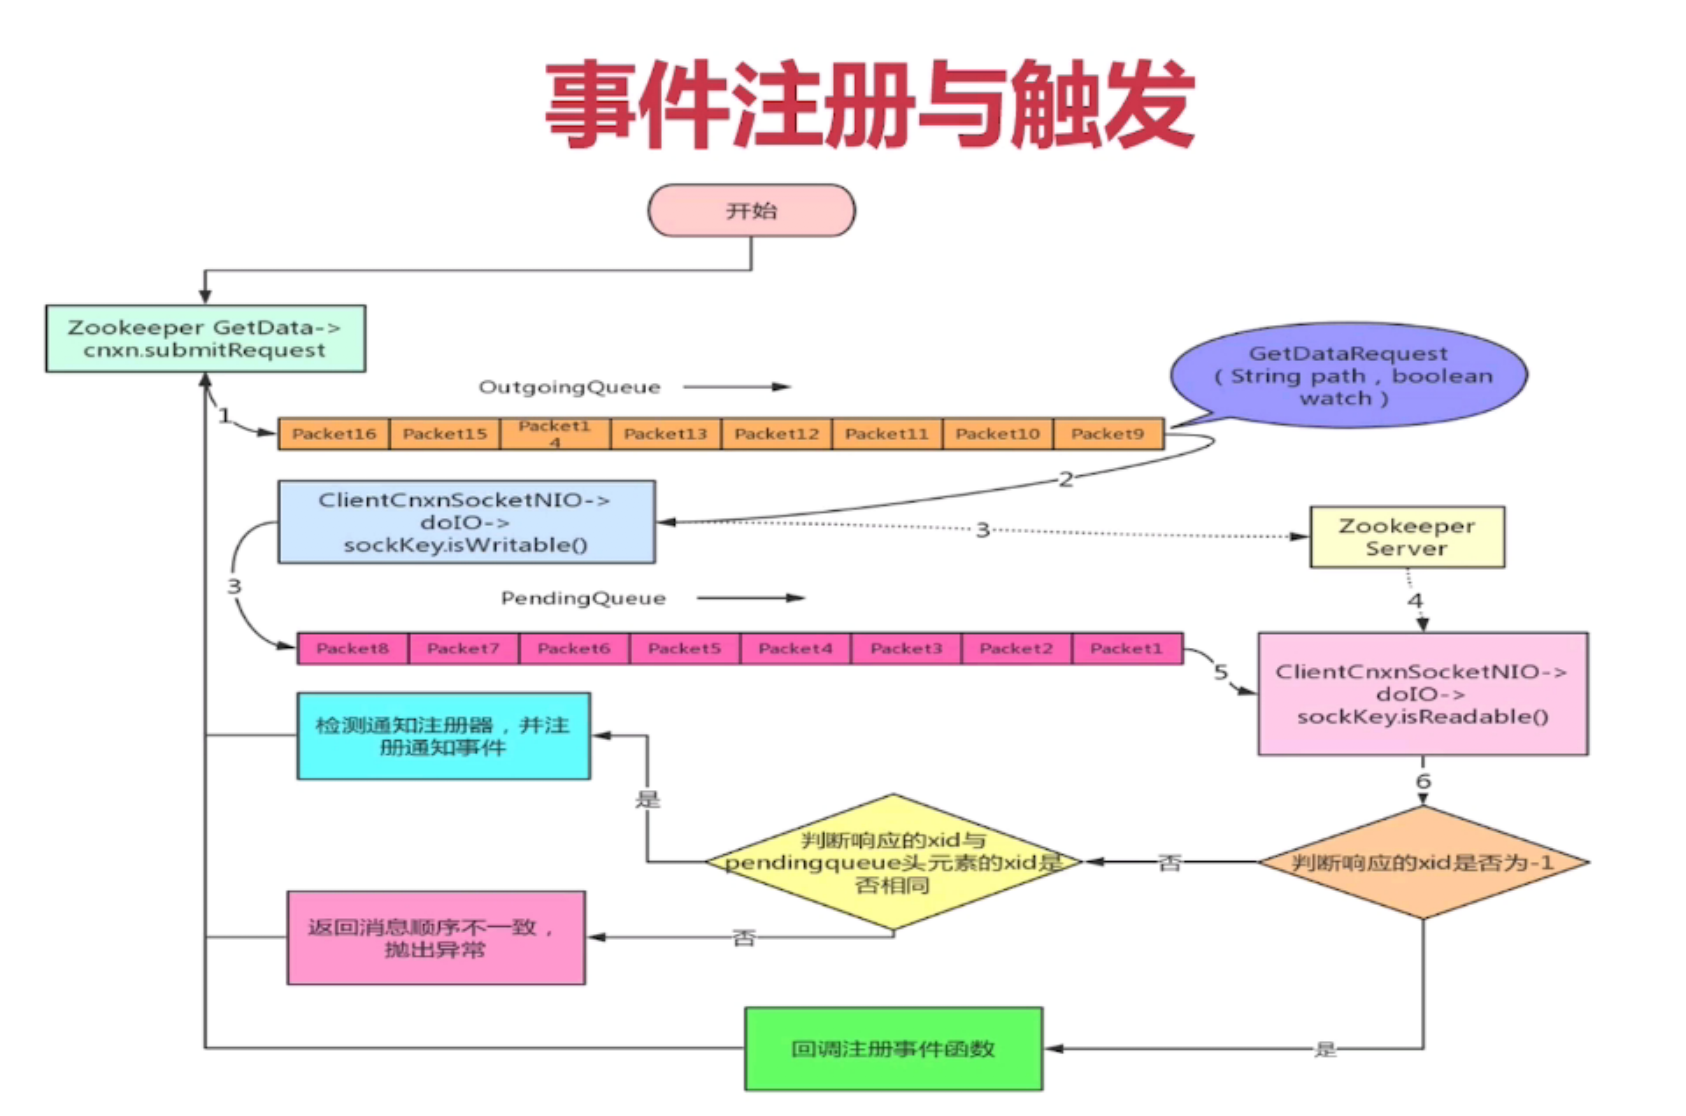 事件注册与触发
开始
Zookeeper GetData->
cnxn.submitRequest
GetDataRequest
（String path，boolean
watch）
OutgoingQueue
1
Packet16 Packet15 Packet1
4 Packet13 Packet12 Packet11 Packet10 Packet9
2
ClientCnxnSocketNIO->
doIO->
sockKey.isWritable()
3
Zookeeper
Server
3
PendingQueue
4
Packet8 Packet7 Packet6 Packet5 Packet4 Packet3 Packet2 Packet1
5
ClientCnxnSocketNIO->
doIO->
sockKey.isReadable()
检测通知注册器，并注
册通知事件
6
是
判断响应的xid与
pendingqueue头元素的xid是
否相同
否
判断响应的xid是否为-1
返回消息顺序不一致，
抛出异常
否
回调注册事件函数
是